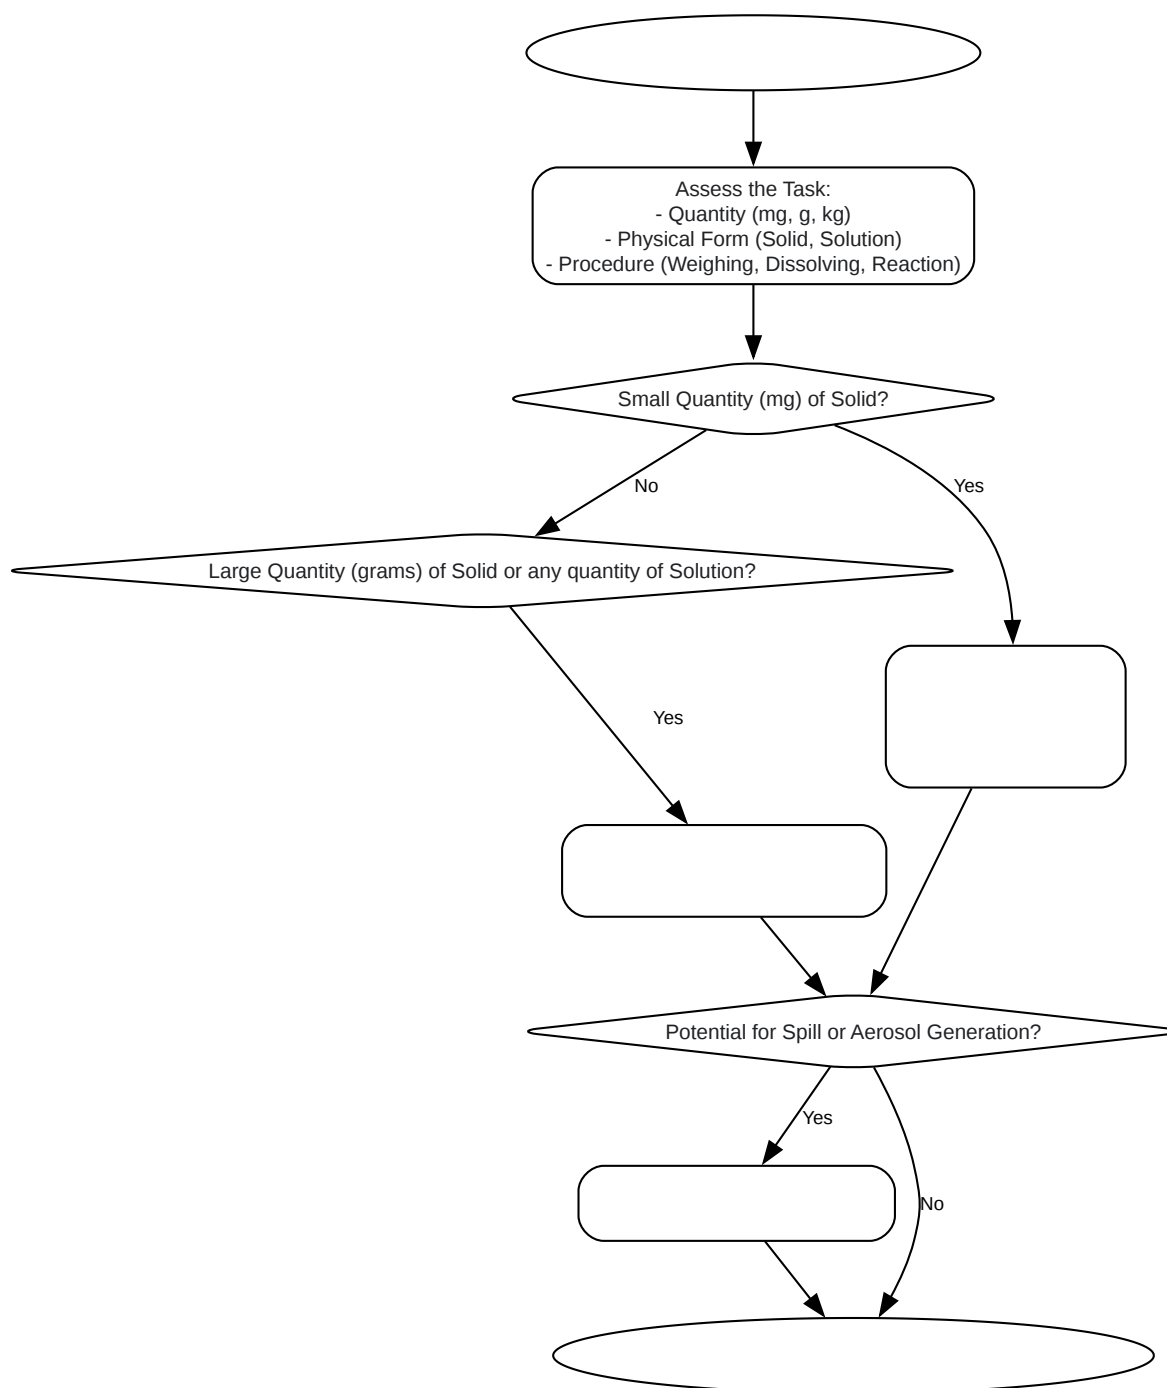 Assess the Task:
- Quantity (mg, g, kg)
- Physical Form (Solid, Solution)
- Procedure (Weighing, Dissolving, Reaction)
Small Quantity (mg) of Solid?
No
Yes
Large Quantity (grams) of Solid or any quantity of Solution?
Yes
Potential for Spill or Aerosol Generation?
Yes
No